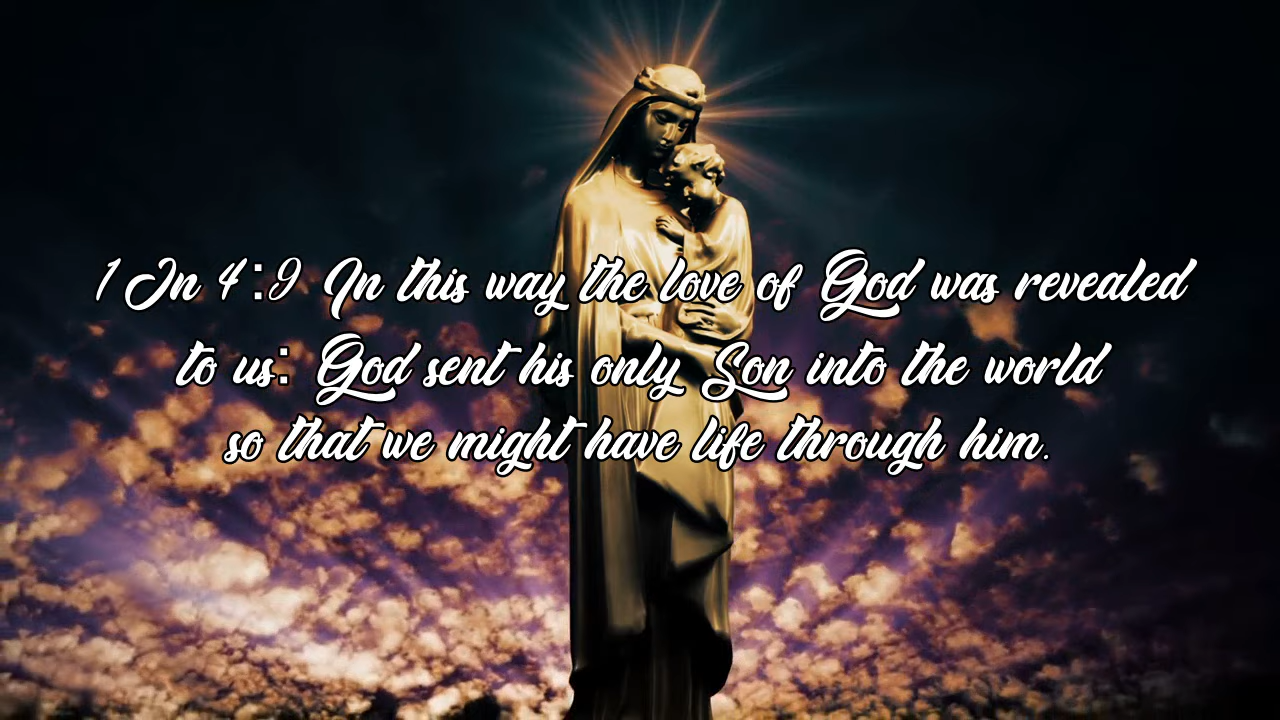 1 Jn 4:9 In this way the love of God was revealed
to us: God sent his only Son into the world
so that we might have life through him.